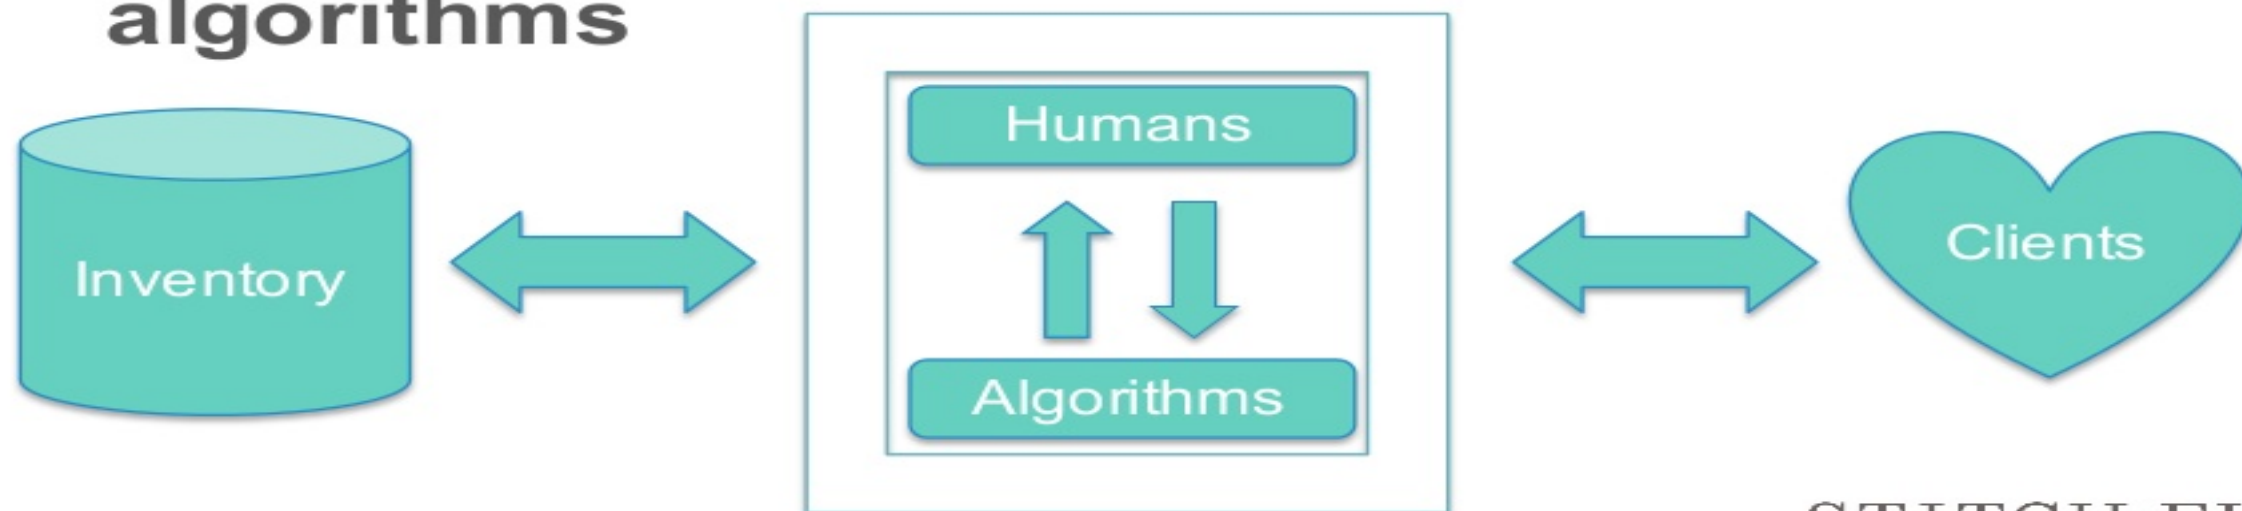 algorithms
Humans
Inventory
Clients
Algorithms